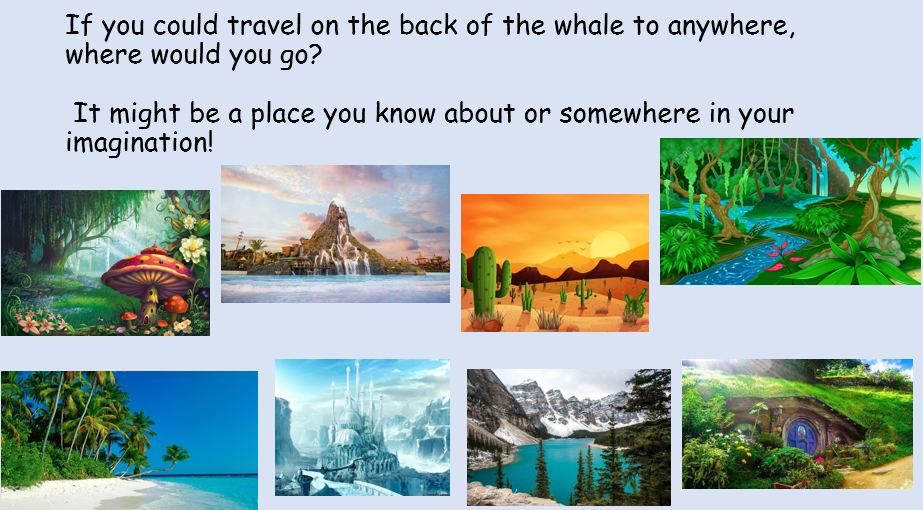 If you could travel on the back of the whale to anywhere,
where would you go?
It might be a place you know about or somewhere in your
imagination!